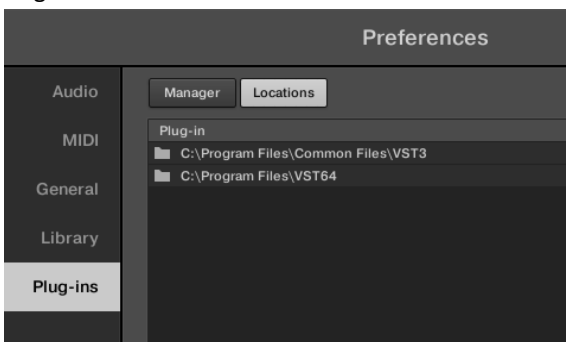 Preferences
Audio
MIDI
General
Library
Plug-ins
Manager Locations
Plug-in
C:\Program Files\Common Files\VST3
C:\Program Files\VST64